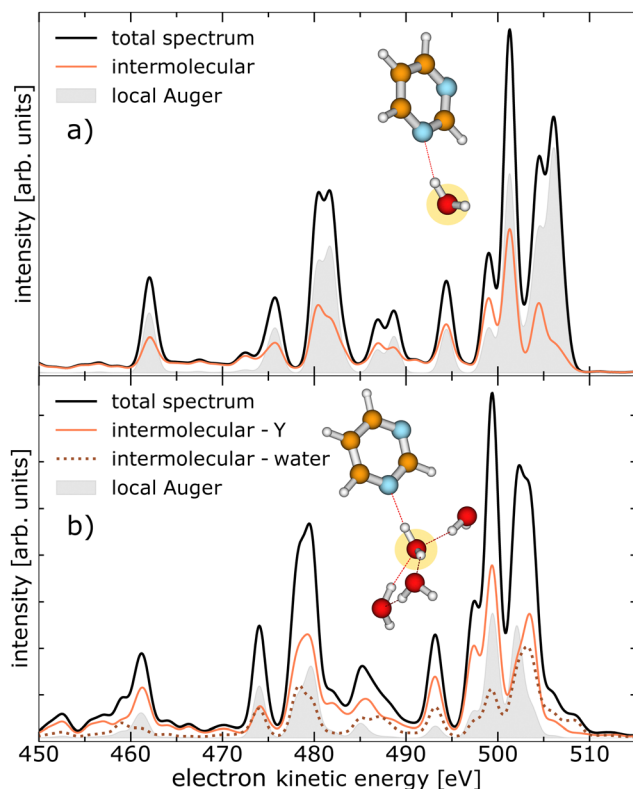 total spectrum
intermolecular
local Auger
a)
intensity [arb. units]
total spectrum
intermolecular - Y
intermolecular - water
local Auger
b)
intensity [arb. units]
450 460 470 480 490 500 510
electron kinetic energy [eV]